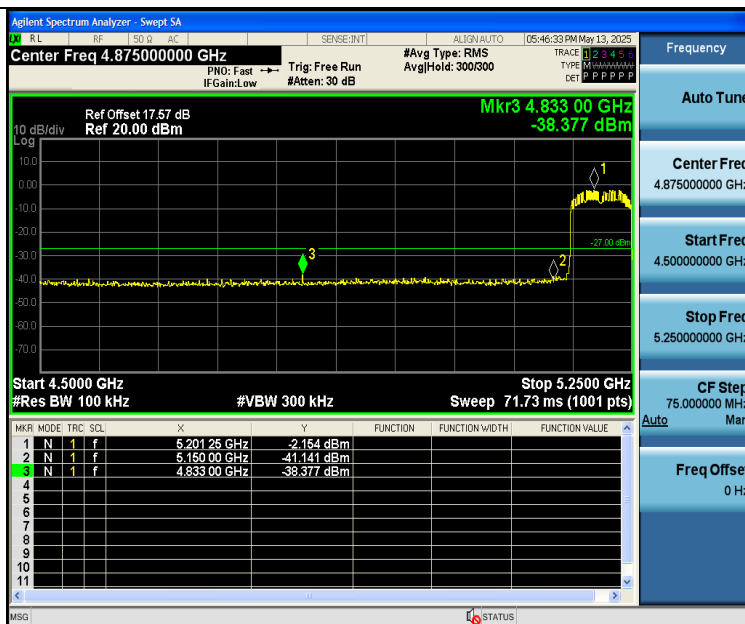 Agilent Spectrum Analyzer - Swept SA
LXI RL RF 50 Ω AC SENSE:INT ALIGNAUTO 05:46:33 PM May 13, 2025
Center Freq 4.875000000 GHz
PNO: Fast
IFGain:Low
Trig: Free Run
#Atten: 30 dB
#Avg Type: RMS
Avg|Hold: 300/300
TRACE 1 2 3 4 5 6
TYPE M W W W W W
DET P P P P P P
Mkr3 4.833 00 GHz
-38.377 dBm
Ref Offset 17.57 dB
10 dB/div Ref 20.00 dBm
Log
10.0
0.00
-10.0
-20.0
-30.0
-40.0
-50.0
-60.0
-70.0
1
-27.00 dBm
3
2
Start 4.5000 GHz Stop 5.2500 GHz
#Res BW 100 kHz #VBW 300 kHz Sweep 71.73 ms (1001 pts)
MKR MODE TRC SCL X Y FUNCTION FUNCTION WIDTH FUNCTION VALUE
1 N 1 f 5.201 25 GHz -2.154 dBm
2 N 1 f 5.150 00 GHz -41.141 dBm
3 N 1 f 4.833 00 GHz -38.377 dBm
4
5
6
7
8
9
10
11
MSG STATUS
Frequency
Auto Tune
Center Freq
4.875000000 GHz
Start Freq
4.500000000 GHz
Stop Freq
5.250000000 GHz
CF Step
75.000000 MHz
Auto Man
Freq Offset
0 Hz